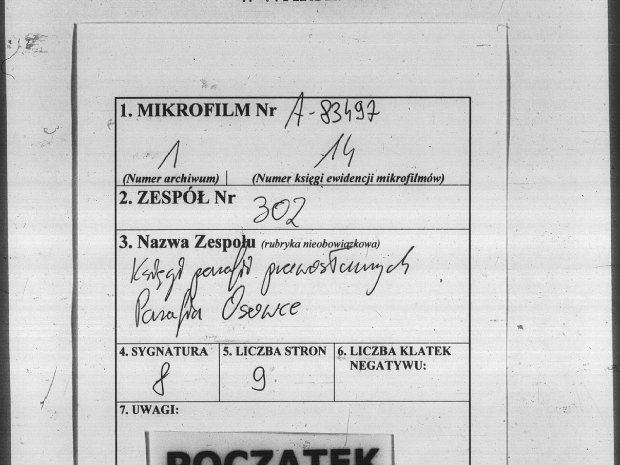 1. MIKROFILM Nr A-83497
1 14
(Numer archiwum) (Numer księgi ewidencji mikrofilmów)
2. ZESPÓŁ Nr 302
3. Nazwa Zespołu (rubryka nieobowiązkowa)
Księgi parafii prawosławnych
Parafia Osowce
4. SYGNATURA 5. LICZBA STRON 6. LICZBA KLATEK
NEGATYWU:
8 9
7. UWAGI:
POCZĄTEK